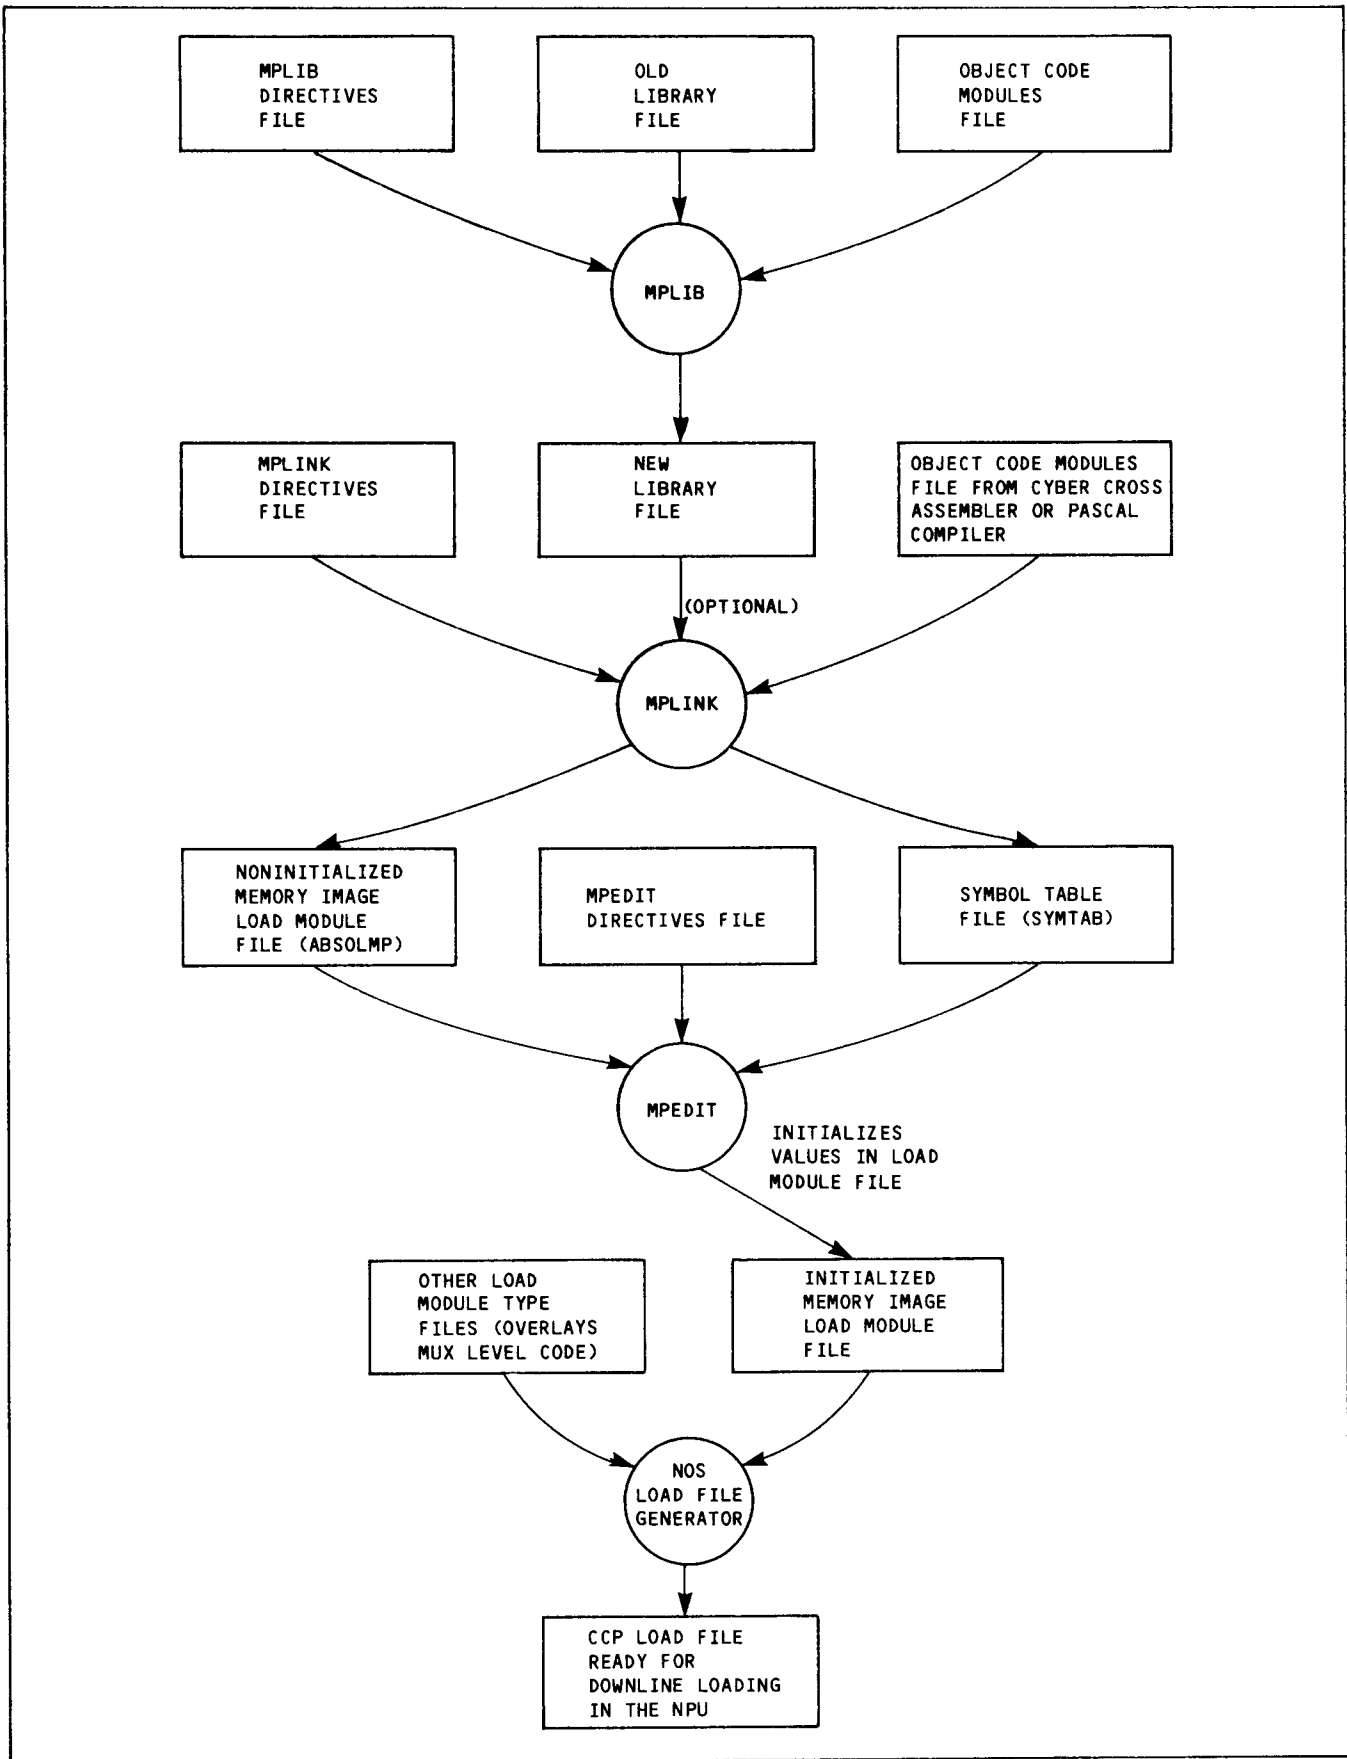 MPLIB
DIRECTIVES
FILE
OLD
LIBRARY
FILE
OBJECT CODE
MODULES
FILE
MPLIB
MPLINK
DIRECTIVES
FILE
NEW
LIBRARY
FILE
OBJECT CODE MODULES
FILE FROM CYBER CROSS
ASSEMBLER OR PASCAL
COMPILER
(OPTIONAL)
MPLINK
NONINITIALIZED
MEMORY IMAGE
LOAD MODULE
FILE (ABSOLMP)
MPEDIT
DIRECTIVES FILE
SYMBOL TABLE
FILE (SYMTAB)
MPEDIT
INITIALIZES
VALUES IN LOAD
MODULE FILE
OTHER LOAD
MODULE TYPE
FILES (OVERLAYS
MUX LEVEL CODE)
INITIALIZED
MEMORY IMAGE
LOAD MODULE
FILE
NOS
LOAD FILE
GENERATOR
CCP LOAD FILE
READY FOR
DOWNLINE LOADING
IN THE NPU